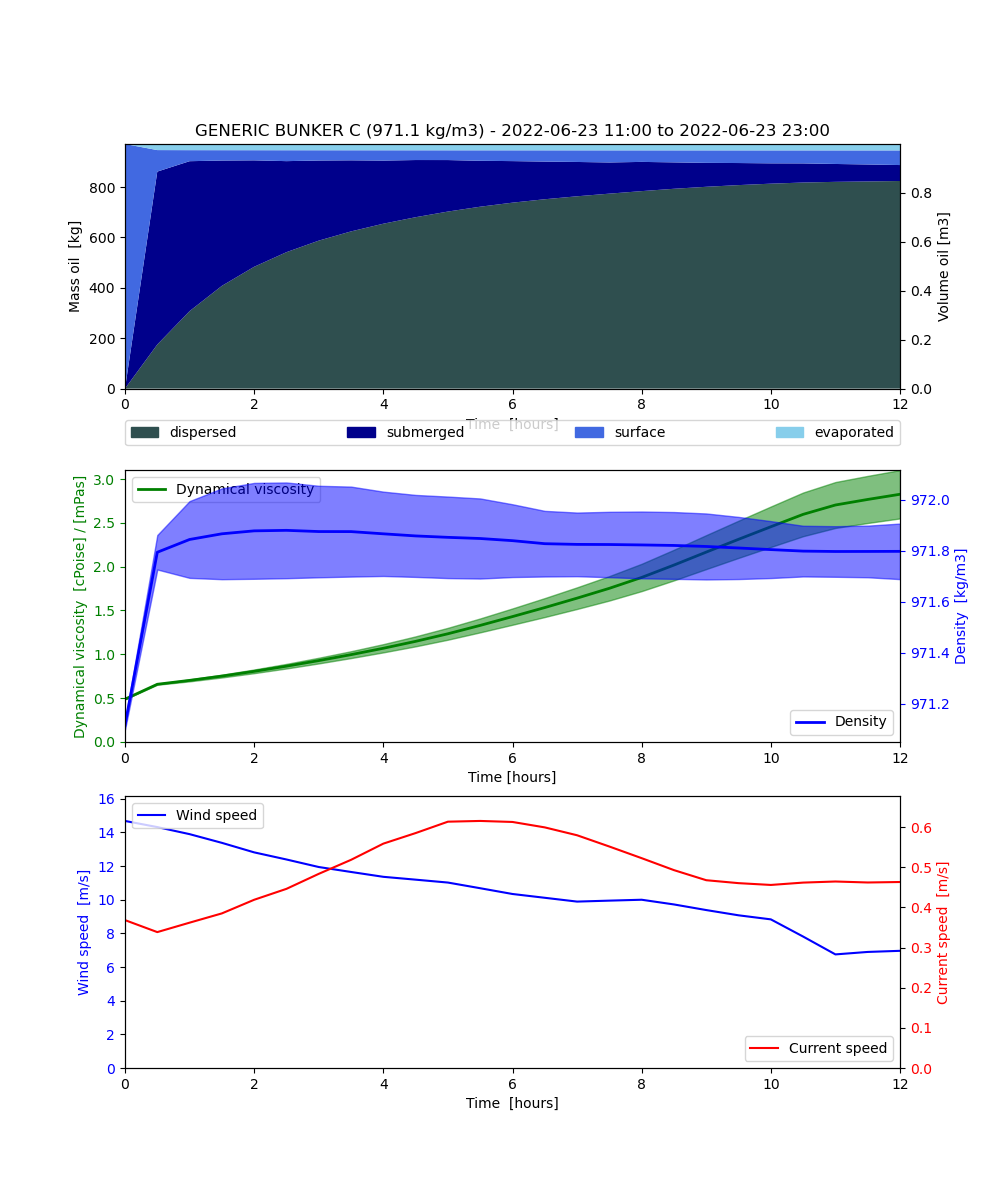 GENERIC BUNKER C (971.1 kg/m3) - 2022-06-23 11:00 to 2022-06-23 23:00
Mass oil [kg]
800
600
400
200
0
Volume oil [m3]
0.8
0.6
0.4
0.2
0.0
0 2 4 6 8 10 12
Time [hours]
dispersed submerged surface evaporated
Dynamical viscosity [cPoise] / [mPas]
3.0
2.5
2.0
1.5
1.0
0.5
0.0
Dynamical viscosity
972.0
971.8
971.6
971.4
971.2
Density [kg/m3]
Density
0 2 4 6 8 10 12
Time [hours]
Wind speed [m/s]
16
14
12
10
8
6
4
2
0
Wind speed
0.6
0.5
0.4
0.3
0.2
0.1
0.0
Current speed [m/s]
Current speed
0 2 4 6 8 10 12
Time [hours]